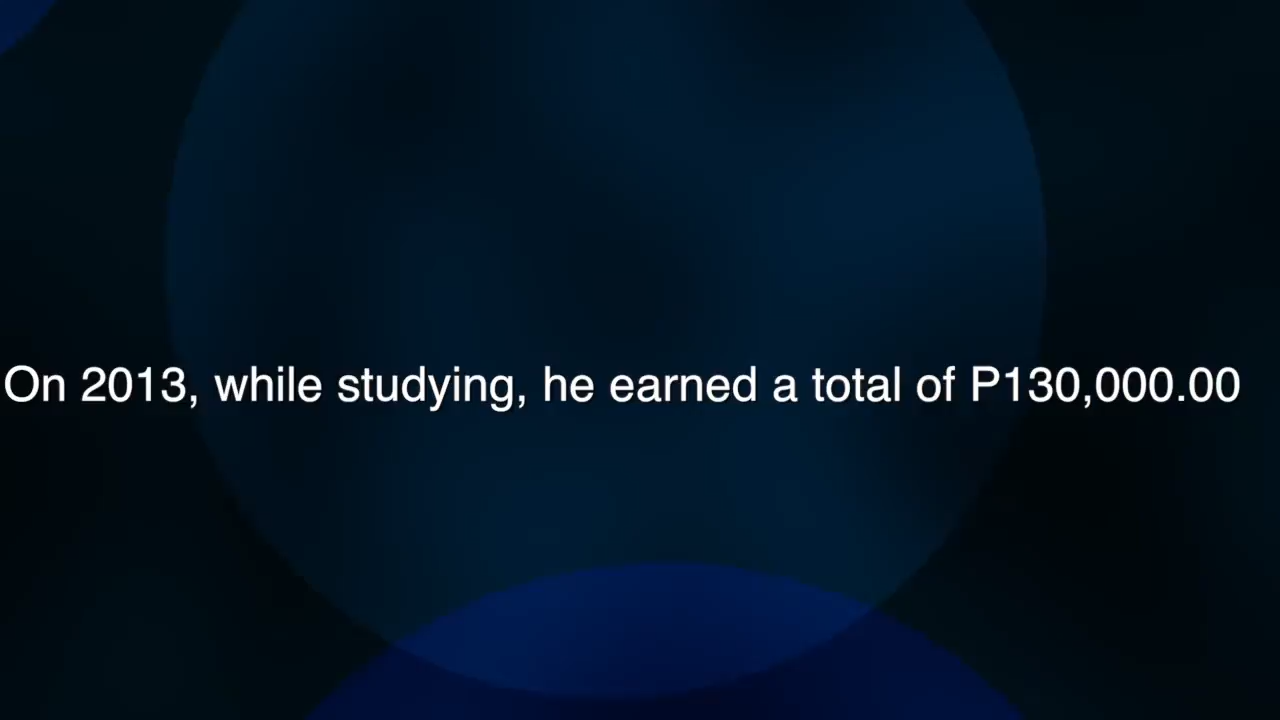 On 2013, while studying, he earned a total of P130,000.00